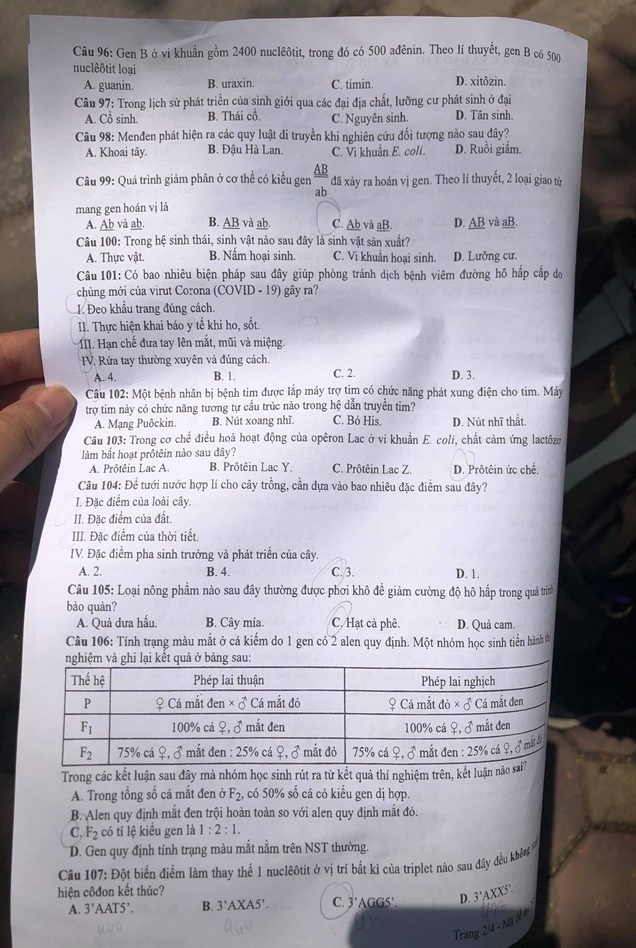 Câu 96: Gen B ở vi khuẩn gồm 2400 nuclêôtit, trong đó có 500 ađênin. Theo lí thuyết, gen B có 500
nuclêôtit loại
A. guanin. B. uraxin. C. timin. D. xitôzin.
Câu 97: Trong lịch sử phát triển của sinh giới qua các đại địa chất, lưỡng cư phát sinh ở đại
A. Cổ sinh. B. Thái cổ. C. Nguyên sinh. D. Tân sinh.
Câu 98: Menđen phát hiện ra các quy luật di truyền khi nghiên cứu đối tượng nào sau đây?
A. Khoai tây. B. Đậu Hà Lan. C. Vi khuẩn E. coli. D. Ruồi giấm.
Câu 99: Quá trình giảm phân ở cơ thể có kiểu gen AB/ab đã xảy ra hoán vị gen. Theo lí thuyết, 2 loại giao tử
mang gen hoán vị là
A. Ab và ab. B. AB và ab. C. Ab và aB. D. AB và aB.
Câu 100: Trong hệ sinh thái, sinh vật nào sau đây là sinh vật sản xuất?
A. Thực vật. B. Nấm hoại sinh. C. Vi khuẩn hoại sinh. D. Lưỡng cư.
Câu 101: Có bao nhiêu biện pháp sau đây giúp phòng tránh dịch bệnh viêm đường hô hấp cấp do
chủng mới của virut Corona (COVID - 19) gây ra?
I. Đeo khẩu trang đúng cách.
II. Thực hiện khai báo y tế khi ho, sốt.
III. Hạn chế đưa tay lên mắt, mũi và miệng.
IV. Rửa tay thường xuyên và đúng cách.
A. 4. B. 1. C. 2. D. 3.
Câu 102: Một bệnh nhân bị bệnh tim được lắp máy trợ tim có chức năng phát xung điện cho tim. Máy
trợ tim này có chức năng tương tự cấu trúc nào trong hệ dẫn truyền tim?
A. Mạng Puôckin. B. Nút xoang nhĩ. C. Bó His. D. Nút nhĩ thất.
Câu 103: Trong cơ chế điều hoà hoạt động của opêron Lac ở vi khuẩn E. coli, chất cảm ứng lactôzơ
làm bất hoạt prôtêin nào sau đây?
A. Prôtêin Lac A. B. Prôtêin Lac Y. C. Prôtêin Lac Z. D. Prôtêin ức chế.
Câu 104: Để tưới nước hợp lí cho cây trồng, cần dựa vào bao nhiêu đặc điểm sau đây?
I. Đặc điểm của loài cây.
II. Đặc điểm của đất.
III. Đặc điểm của thời tiết.
IV. Đặc điểm pha sinh trưởng và phát triển của cây.
A. 2. B. 4. C. 3. D. 1.
Câu 105: Loại nông phẩm nào sau đây thường được phơi khô để giảm cường độ hô hấp trong quá trình
bảo quản?
A. Quả dưa hấu. B. Cây mía. C. Hạt cà phê. D. Quả cam.
Câu 106: Tính trạng màu mắt ở cá kiếm do 1 gen có 2 alen quy định. Một nhóm học sinh tiến hành thí
nghiệm và ghi lại kết quả ở bảng sau:
Thế hệ Phép lai thuận Phép lai nghịch
P ♀ Cá mắt đen × ♂ Cá mắt đỏ ♀ Cá mắt đỏ × ♂ Cá mắt đen
F1 100% cá ♀, ♂ mắt đen 100% cá ♀, ♂ mắt đen
F2 75% cá ♀, ♂ mắt đen : 25% cá ♀, ♂ mắt đỏ 75% cá ♀, ♂ mắt đen : 25% cá ♀, ♂ mắt đỏ
Trong các kết luận sau đây mà nhóm học sinh rút ra từ kết quả thí nghiệm trên, kết luận nào sai?
A. Trong tổng số cá mắt đen ở F2, có 50% số cá có kiểu gen dị hợp.
B. Alen quy định mắt đen trội hoàn toàn so với alen quy định mắt đỏ.
C. F2 có tỉ lệ kiểu gen là 1 : 2 : 1.
D. Gen quy định tính trạng màu mắt nằm trên NST thường.
Câu 107: Đột biến điểm làm thay thế 1 nuclêôtit ở vị trí bất kì của triplet nào sau đây đều không
hiện côđon kết thúc?
A. 3'AAT5'. B. 3'AXA5'. C. 3'AGG5'. D. 3'AXX5'.
Trang 2/4 - Mã đề